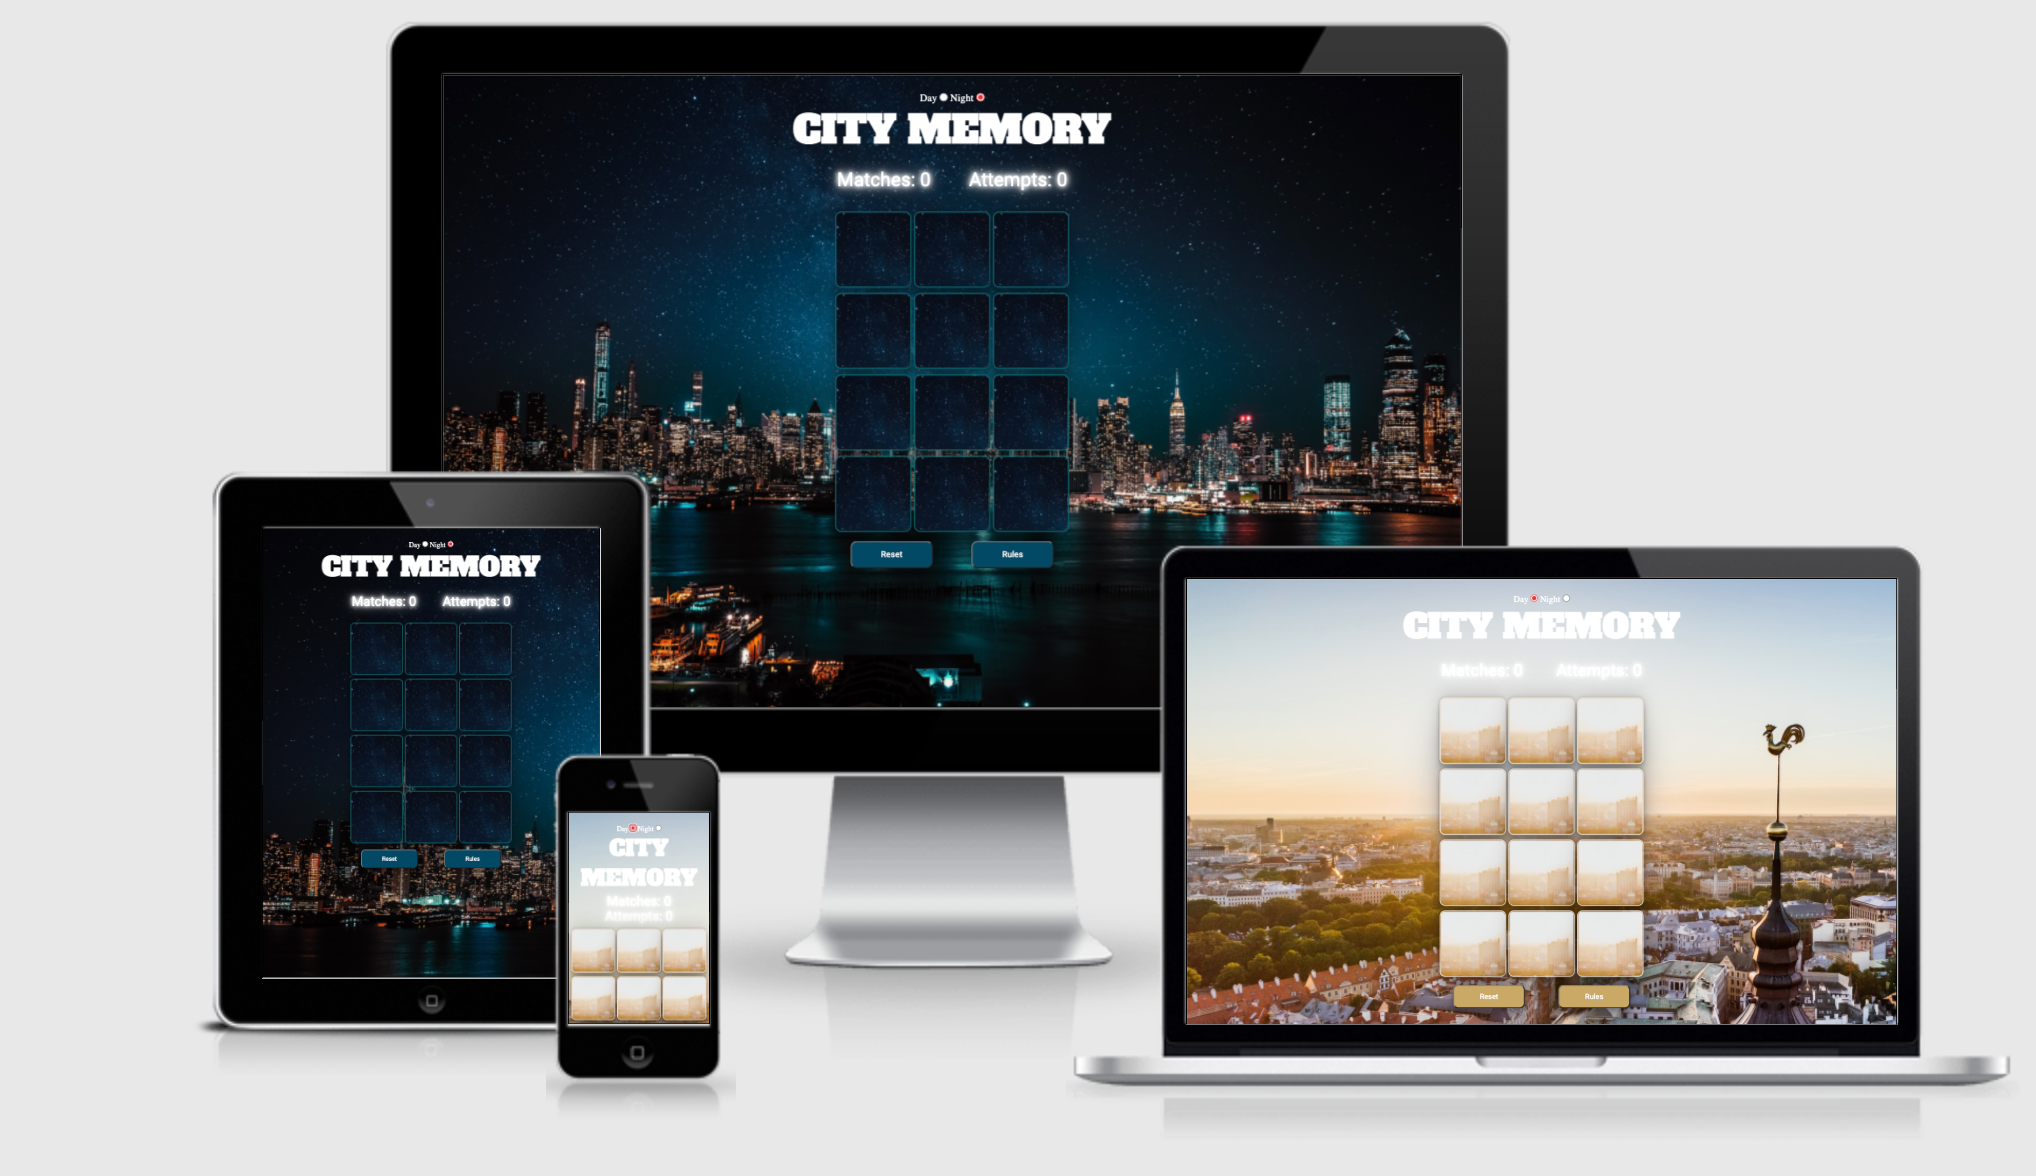 Day Night
CITY MEMORY
Matches: 0 Attempts: 0
Reset Rules
Day Night
CITY MEMORY
Matches: 0 Attempts: 0
Reset Rules
Day Night
CITY
MEMORY
Matches: 0
Attempts: 0
Day Night
CITY MEMORY
Matches: 0 Attempts: 0
Reset Rules